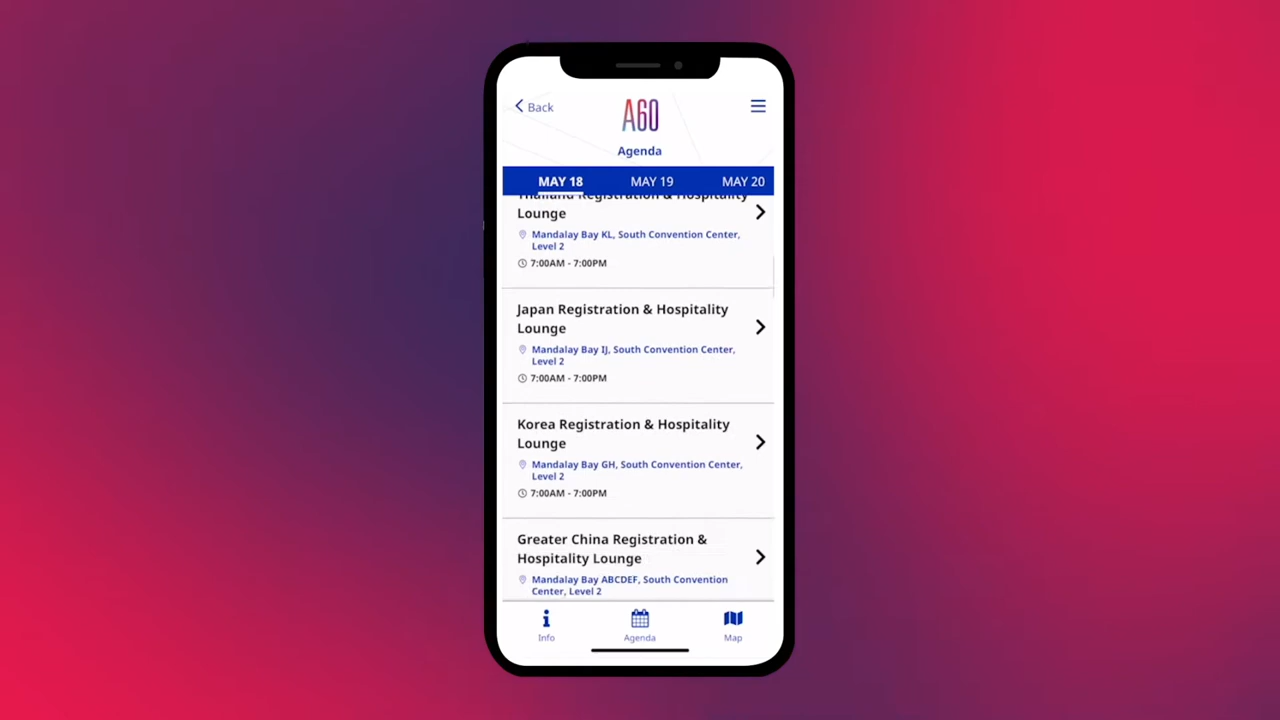 Back
A60
Agenda
MAY 18 MAY 19 MAY 20
Thailand Registration & Hospitality
Lounge
Mandalay Bay KL, South Convention Center,
Level 2
7:00AM - 7:00PM
Japan Registration & Hospitality
Lounge
Mandalay Bay IJ, South Convention Center,
Level 2
7:00AM - 7:00PM
Korea Registration & Hospitality
Lounge
Mandalay Bay GH, South Convention Center,
Level 2
7:00AM - 7:00PM
Greater China Registration &
Hospitality Lounge
Mandalay Bay ABCDEF, South Convention
Center, Level 2
Info Agenda Map